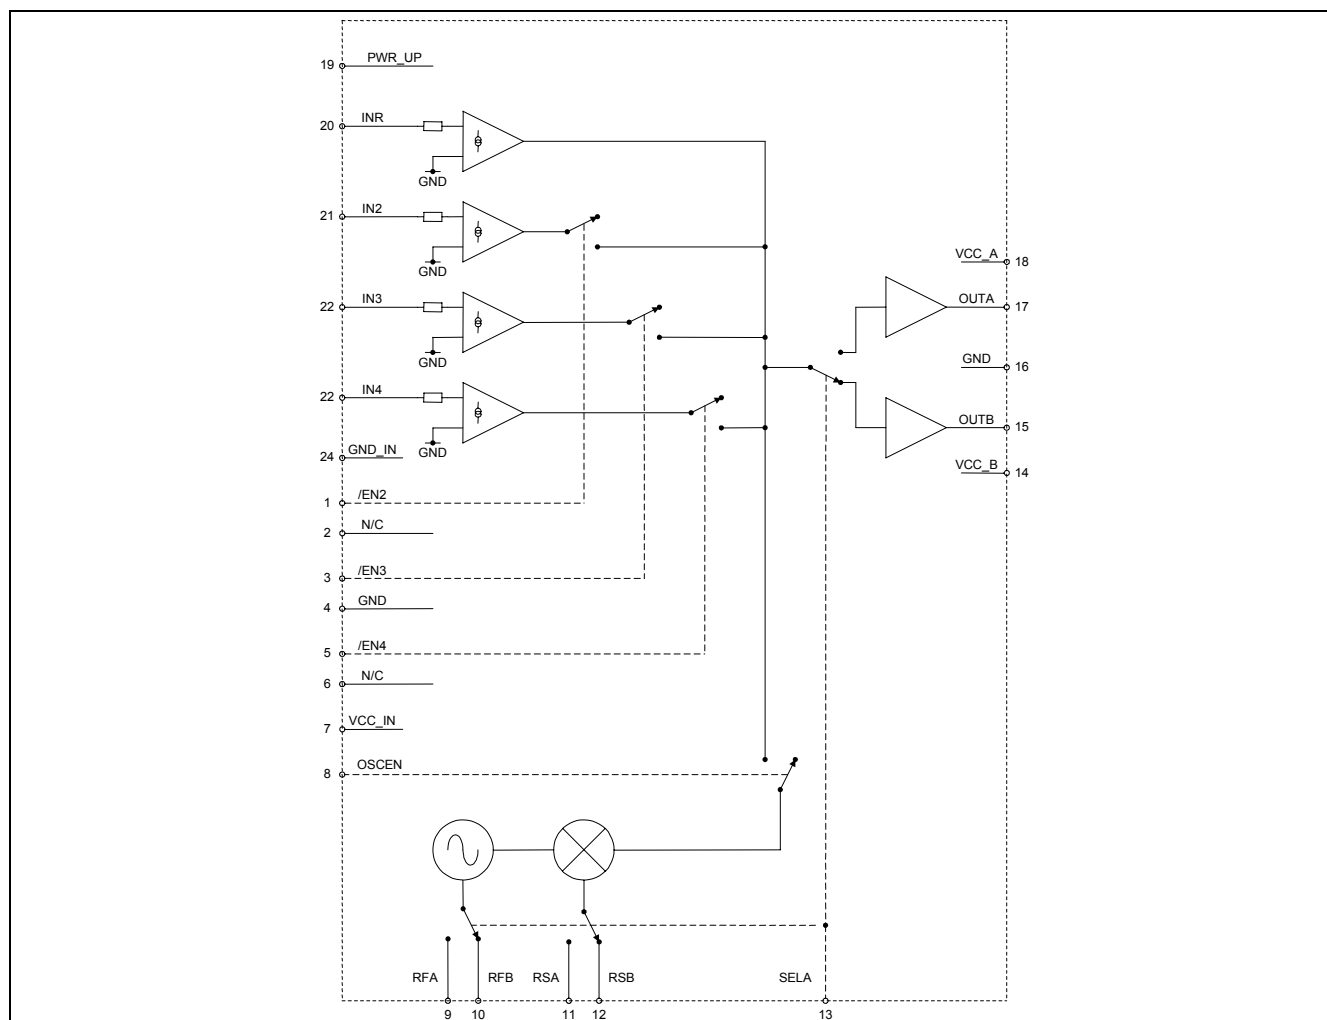 19 PWR_UP
20 INR
GND
21 IN2
GND
VCC_A 18
22 IN3
OUTA 17
GND
GND 16
22 IN4
OUTB 15
GND
24 GND_IN
VCC_B 14
1 /EN2
2 N/C
3 /EN3
4 GND
5 /EN4
6 N/C
7 VCC_IN
8 OSCEN
RFA RFB RSA RSB SELA
9 10 11 12 13